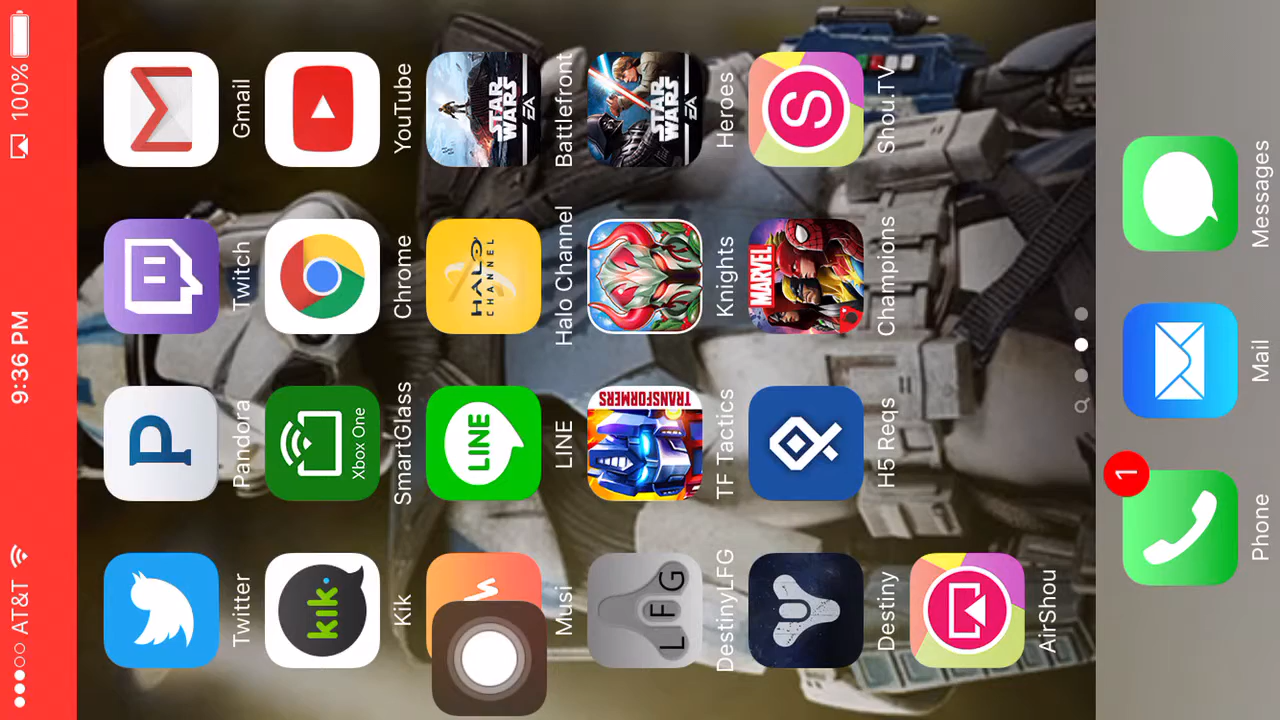 AT&T 9:36 PM 100%
P
Twitter Pandora Twitch Gmail
kik
Xbox One
Kik SmartGlass Chrome YouTube
LINE
HALO
CHANNEL
STAR
WARS
EA
Musi LINE Halo Channel Battlefront
LFG
TRANSFORMERS
STAR
WARS
EA
DestinyLFG TF Tactics Knights Heroes
MARVEL
S
Destiny H5 Reqs Champions Shou.TV
AirShou
1
Phone Mail Messages